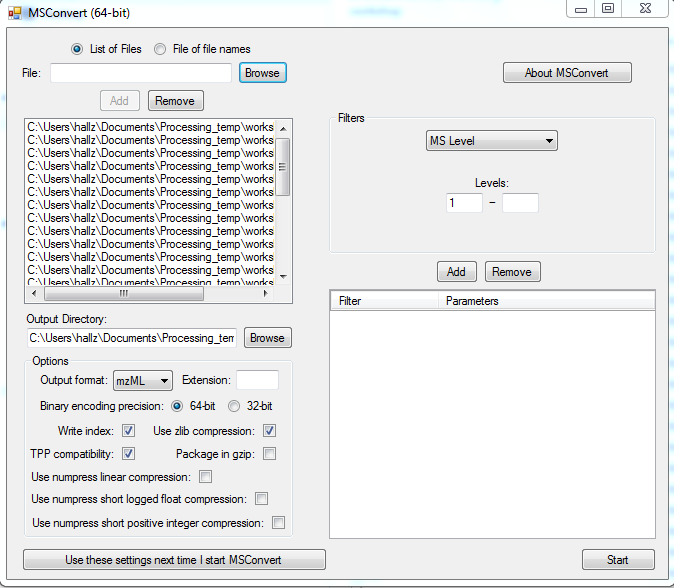 MSConvert (64-bit)
List of Files File of file names
File: Browse About MSConvert
Add Remove
C:\Users\hallz\Documents\Processing_temp\works
C:\Users\hallz\Documents\Processing_temp\works
C:\Users\hallz\Documents\Processing_temp\works
C:\Users\hallz\Documents\Processing_temp\works
C:\Users\hallz\Documents\Processing_temp\works
C:\Users\hallz\Documents\Processing_temp\works
C:\Users\hallz\Documents\Processing_temp\works
C:\Users\hallz\Documents\Processing_temp\works
C:\Users\hallz\Documents\Processing_temp\works
C:\Users\hallz\Documents\Processing_temp\works
C:\Users\hallz\Documents\Processing_temp\works
C:\Users\hallz\Documents\Processing_temp\works
C:\Users\hallz\Documents\Processing_temp\works
Filters
MS Level
Levels:
1 –
Add Remove
Filter Parameters
Output Directory:
C:\Users\hallz\Documents\Processing_tem Browse
Options
Output format: mzML Extension:
Binary encoding precision: 64-bit 32-bit
Write index: Use zlib compression:
TPP compatibility: Package in gzip:
Use numpress linear compression:
Use numpress short logged float compression:
Use numpress short positive integer compression:
Use these settings next time I start MSConvert Start